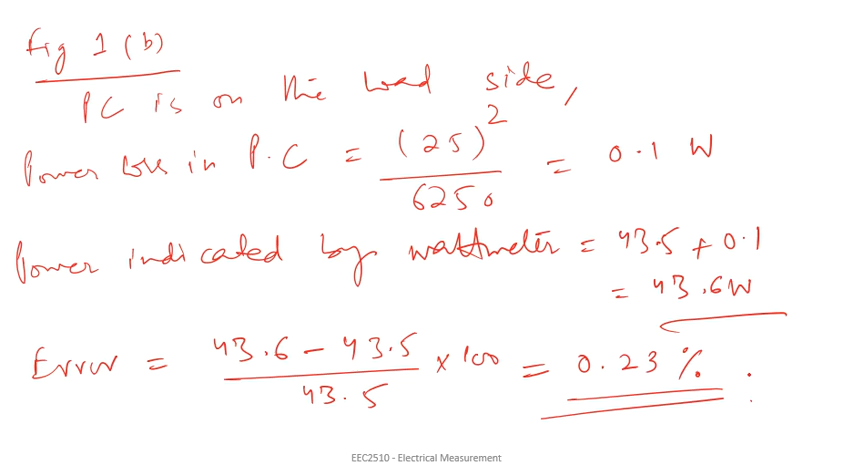 Fig 1 (b)
PC is on the load side,
Power loss in P.C = (25)² / 6250 = 0.1 W
Power indicated by wattmeter = 43.5 + 0.1
= 43.6W
Error = 43.6 - 43.5 / 43.5 x 100 = 0.23 % .
EEC2510 - Electrical Measurement